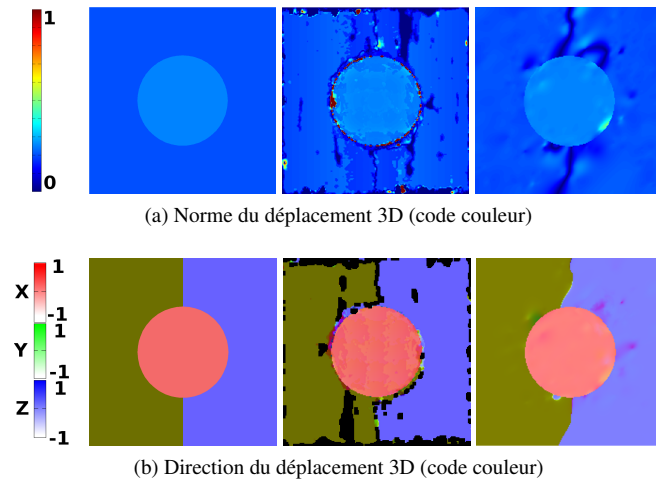 1
0
(a) Norme du déplacement 3D (code couleur)
X
1
-1
Y
1
-1
Z
1
-1
(b) Direction du déplacement 3D (code couleur)